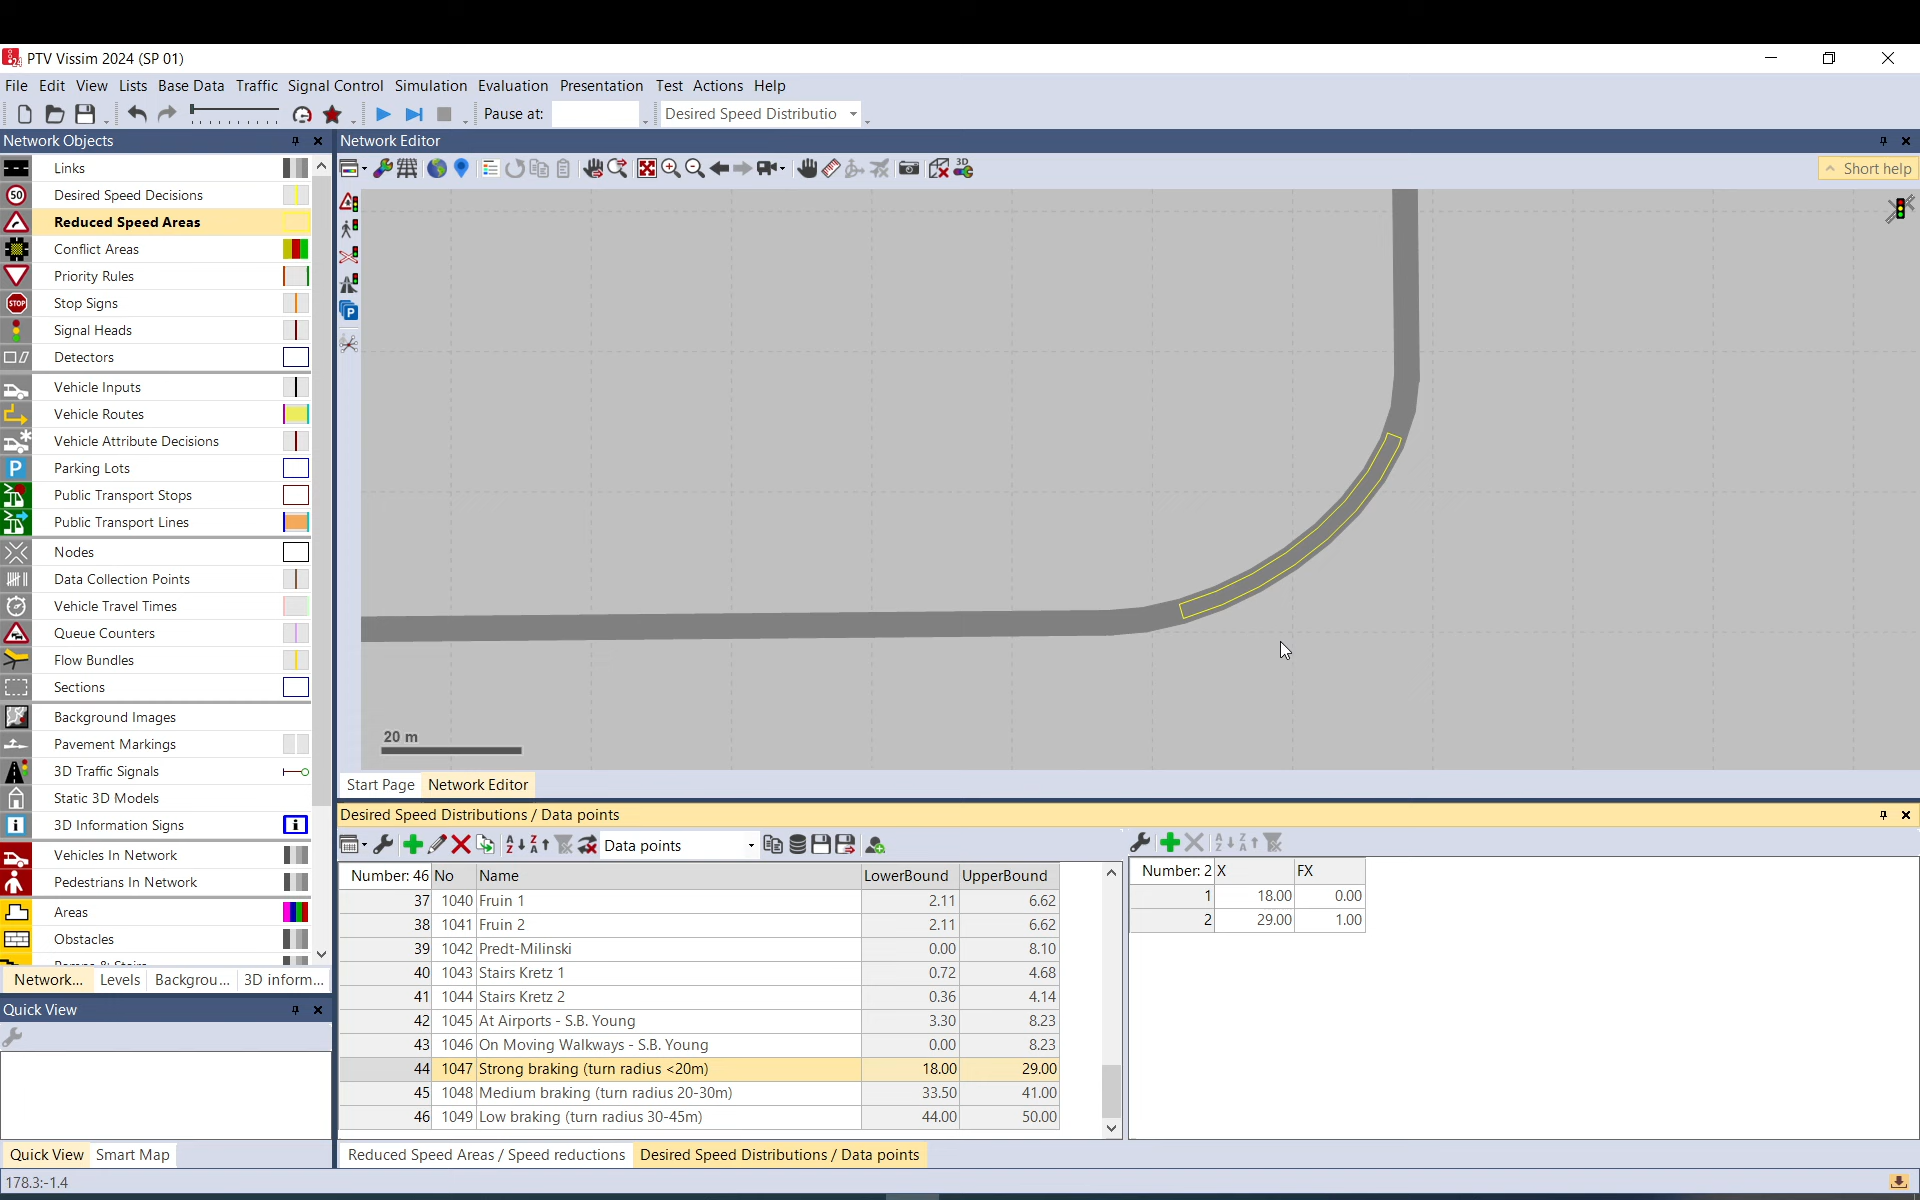 PTV Vissim 2024 (SP 01)
File Edit View Lists Base Data Traffic Signal Control Simulation Evaluation Presentation Test Actions Help
Pause at: Desired Speed Distributio
Network Objects
Links
50 Desired Speed Decisions
Reduced Speed Areas
Conflict Areas
Priority Rules
STOP Stop Signs
Signal Heads
Detectors
Vehicle Inputs
Vehicle Routes
Vehicle Attribute Decisions
P Parking Lots
Public Transport Stops
Public Transport Lines
Nodes
Data Collection Points
Vehicle Travel Times
Queue Counters
Flow Bundles
Sections
Background Images
Pavement Markings
3D Traffic Signals
Static 3D Models
i 3D Information Signs i
Vehicles In Network
Pedestrians In Network
Areas
Obstacles
Network... Levels Backgrou... 3D inform...
Quick View
Quick View Smart Map
178.3:-1.4
Network Editor
3D
Short help
P
20 m
Start Page Network Editor
Desired Speed Distributions / Data points
Data points
Number: 46 No Name LowerBound UpperBound
37 1040 Fruin 1 2.11 6.62
38 1041 Fruin 2 2.11 6.62
39 1042 Predt-Milinski 0.00 8.10
40 1043 Stairs Kretz 1 0.72 4.68
41 1044 Stairs Kretz 2 0.36 4.14
42 1045 At Airports - S.B. Young 3.30 8.23
43 1046 On Moving Walkways - S.B. Young 0.00 8.23
44 1047 Strong braking (turn radius <20m) 18.00 29.00
45 1048 Medium braking (turn radius 20-30m) 33.50 41.00
46 1049 Low braking (turn radius 30-45m) 44.00 50.00
Number: 2 X FX
1 18.00 0.00
2 29.00 1.00
Reduced Speed Areas / Speed reductions Desired Speed Distributions / Data points